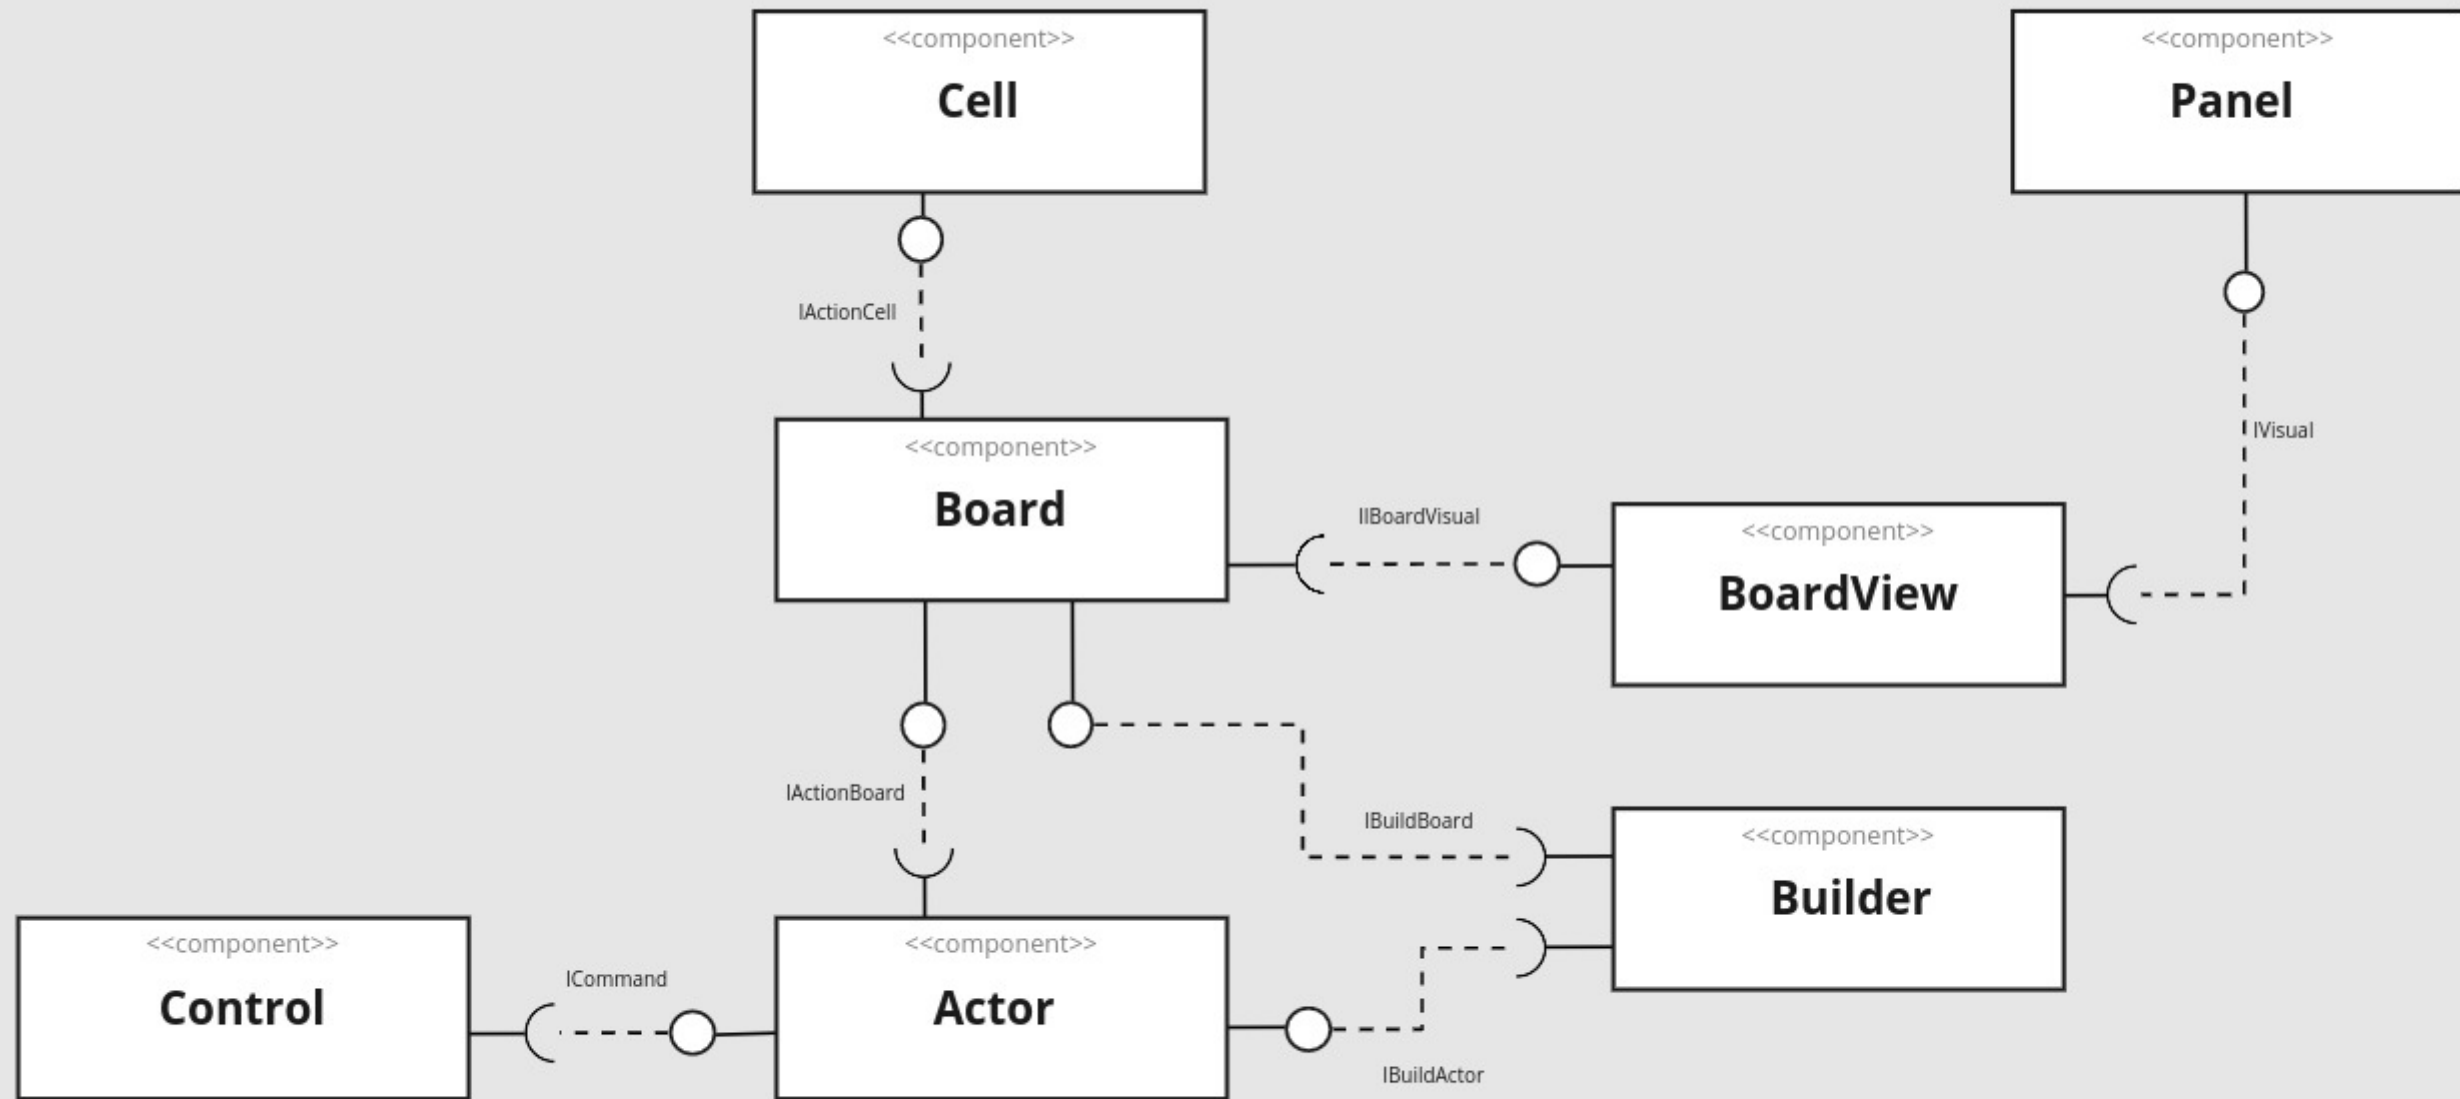 <<component>>
Cell
<<component>>
Panel
IActionCell
IVisual
<<component>>
Board
IIBoardVisual
<<component>>
BoardView
IActionBoard
IBuildBoard
<<component>>
Builder
<<component>>
Control
ICommand
<<component>>
Actor
IBuildActor